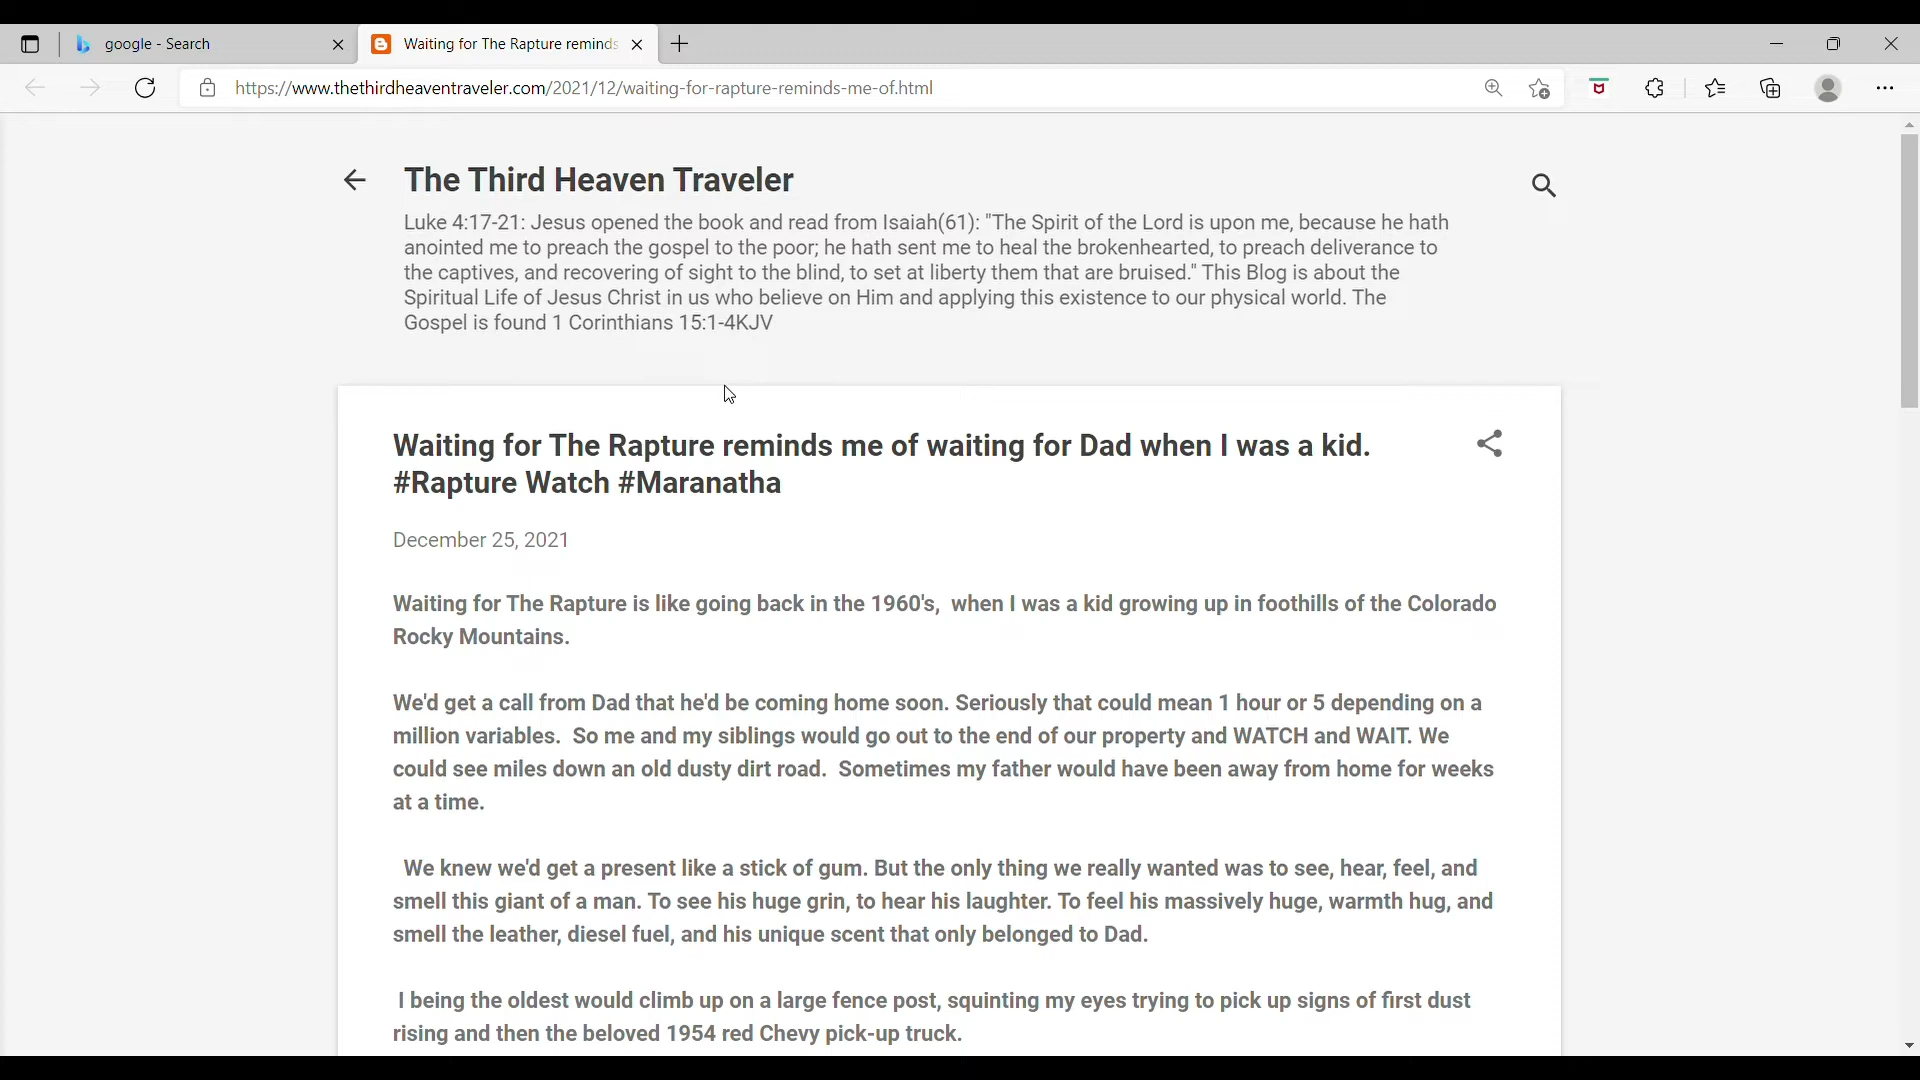 google - Search
Waiting for The Rapture reminds
https://www.thethirdheaventraveler.com/2021/12/waiting-for-rapture-reminds-me-of.html
The Third Heaven Traveler
Luke 4:17-21: Jesus opened the book and read from Isaiah(61): "The Spirit of the Lord is upon me, because he hath
anointed me to preach the gospel to the poor; he hath sent me to heal the brokenhearted, to preach deliverance to
the captives, and recovering of sight to the blind, to set at liberty them that are bruised." This Blog is about the
Spiritual Life of Jesus Christ in us who believe on Him and applying this existence to our physical world. The
Gospel is found 1 Corinthians 15:1-4KJV
Waiting for The Rapture reminds me of waiting for Dad when I was a kid.
#Rapture Watch #Maranatha
December 25, 2021
Waiting for The Rapture is like going back in the 1960's, when I was a kid growing up in foothills of the Colorado
Rocky Mountains.
We'd get a call from Dad that he'd be coming home soon. Seriously that could mean 1 hour or 5 depending on a
million variables. So me and my siblings would go out to the end of our property and WATCH and WAIT. We
could see miles down an old dusty dirt road. Sometimes my father would have been away from home for weeks
at a time.
We knew we'd get a present like a stick of gum. But the only thing we really wanted was to see, hear, feel, and
smell this giant of a man. To see his huge grin, to hear his laughter. To feel his massively huge, warmth hug, and
smell the leather, diesel fuel, and his unique scent that only belonged to Dad.
I being the oldest would climb up on a large fence post, squinting my eyes trying to pick up signs of first dust
rising and then the beloved 1954 red Chevy pick-up truck.